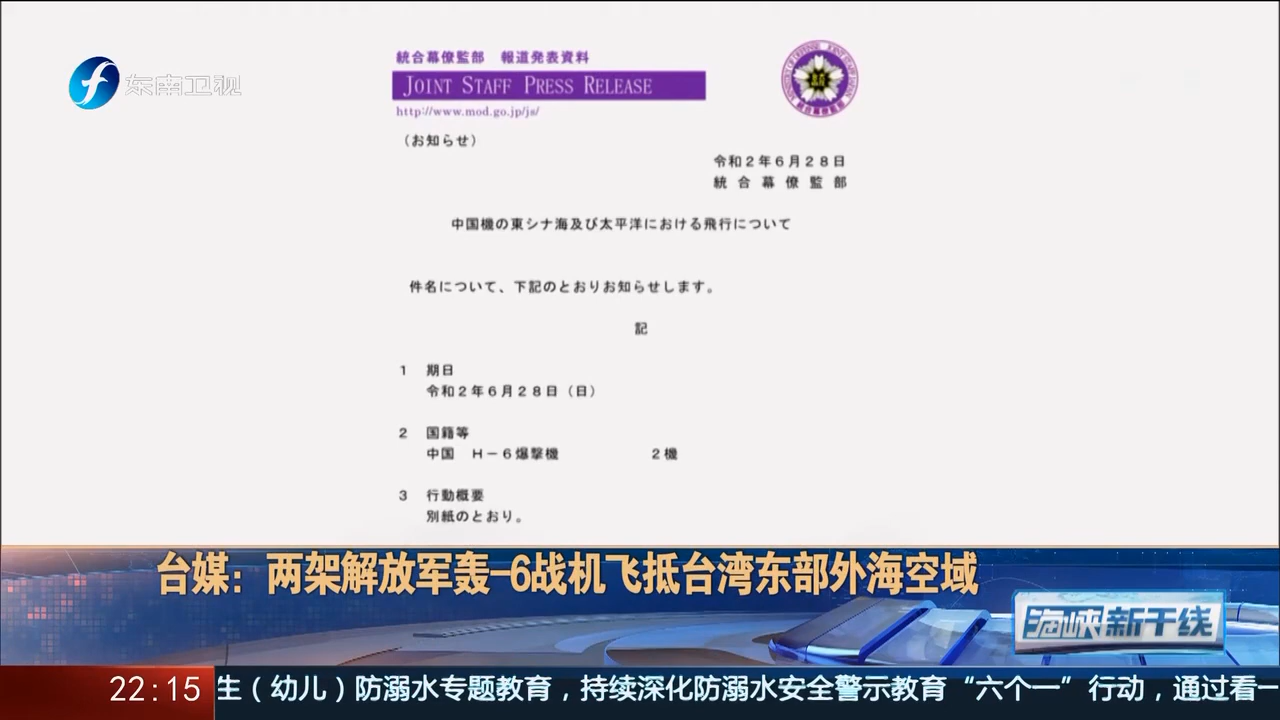 东南卫视
統合幕僚監部 報道発表資料
JOINT STAFF PRESS RELEASE
http://www.mod.go.jp/js/
（お知らせ）
令和２年６月２８日
統合幕僚監部
中国機の東シナ海及び太平洋における飛行について
件名について、下記のとおりお知らせします。
記
１ 期日
令和２年６月２８日（日）
２ 国籍等
中国 Ｈ－６爆撃機 ２機
３ 行動概要
別紙のとおり。
台媒：两架解放军轰-6战机飞抵台湾东部外海空域
海峡新干线
22:15 生（幼儿）防溺水专题教育，持续深化防溺水安全警示教育“六个一”行动，通过看一